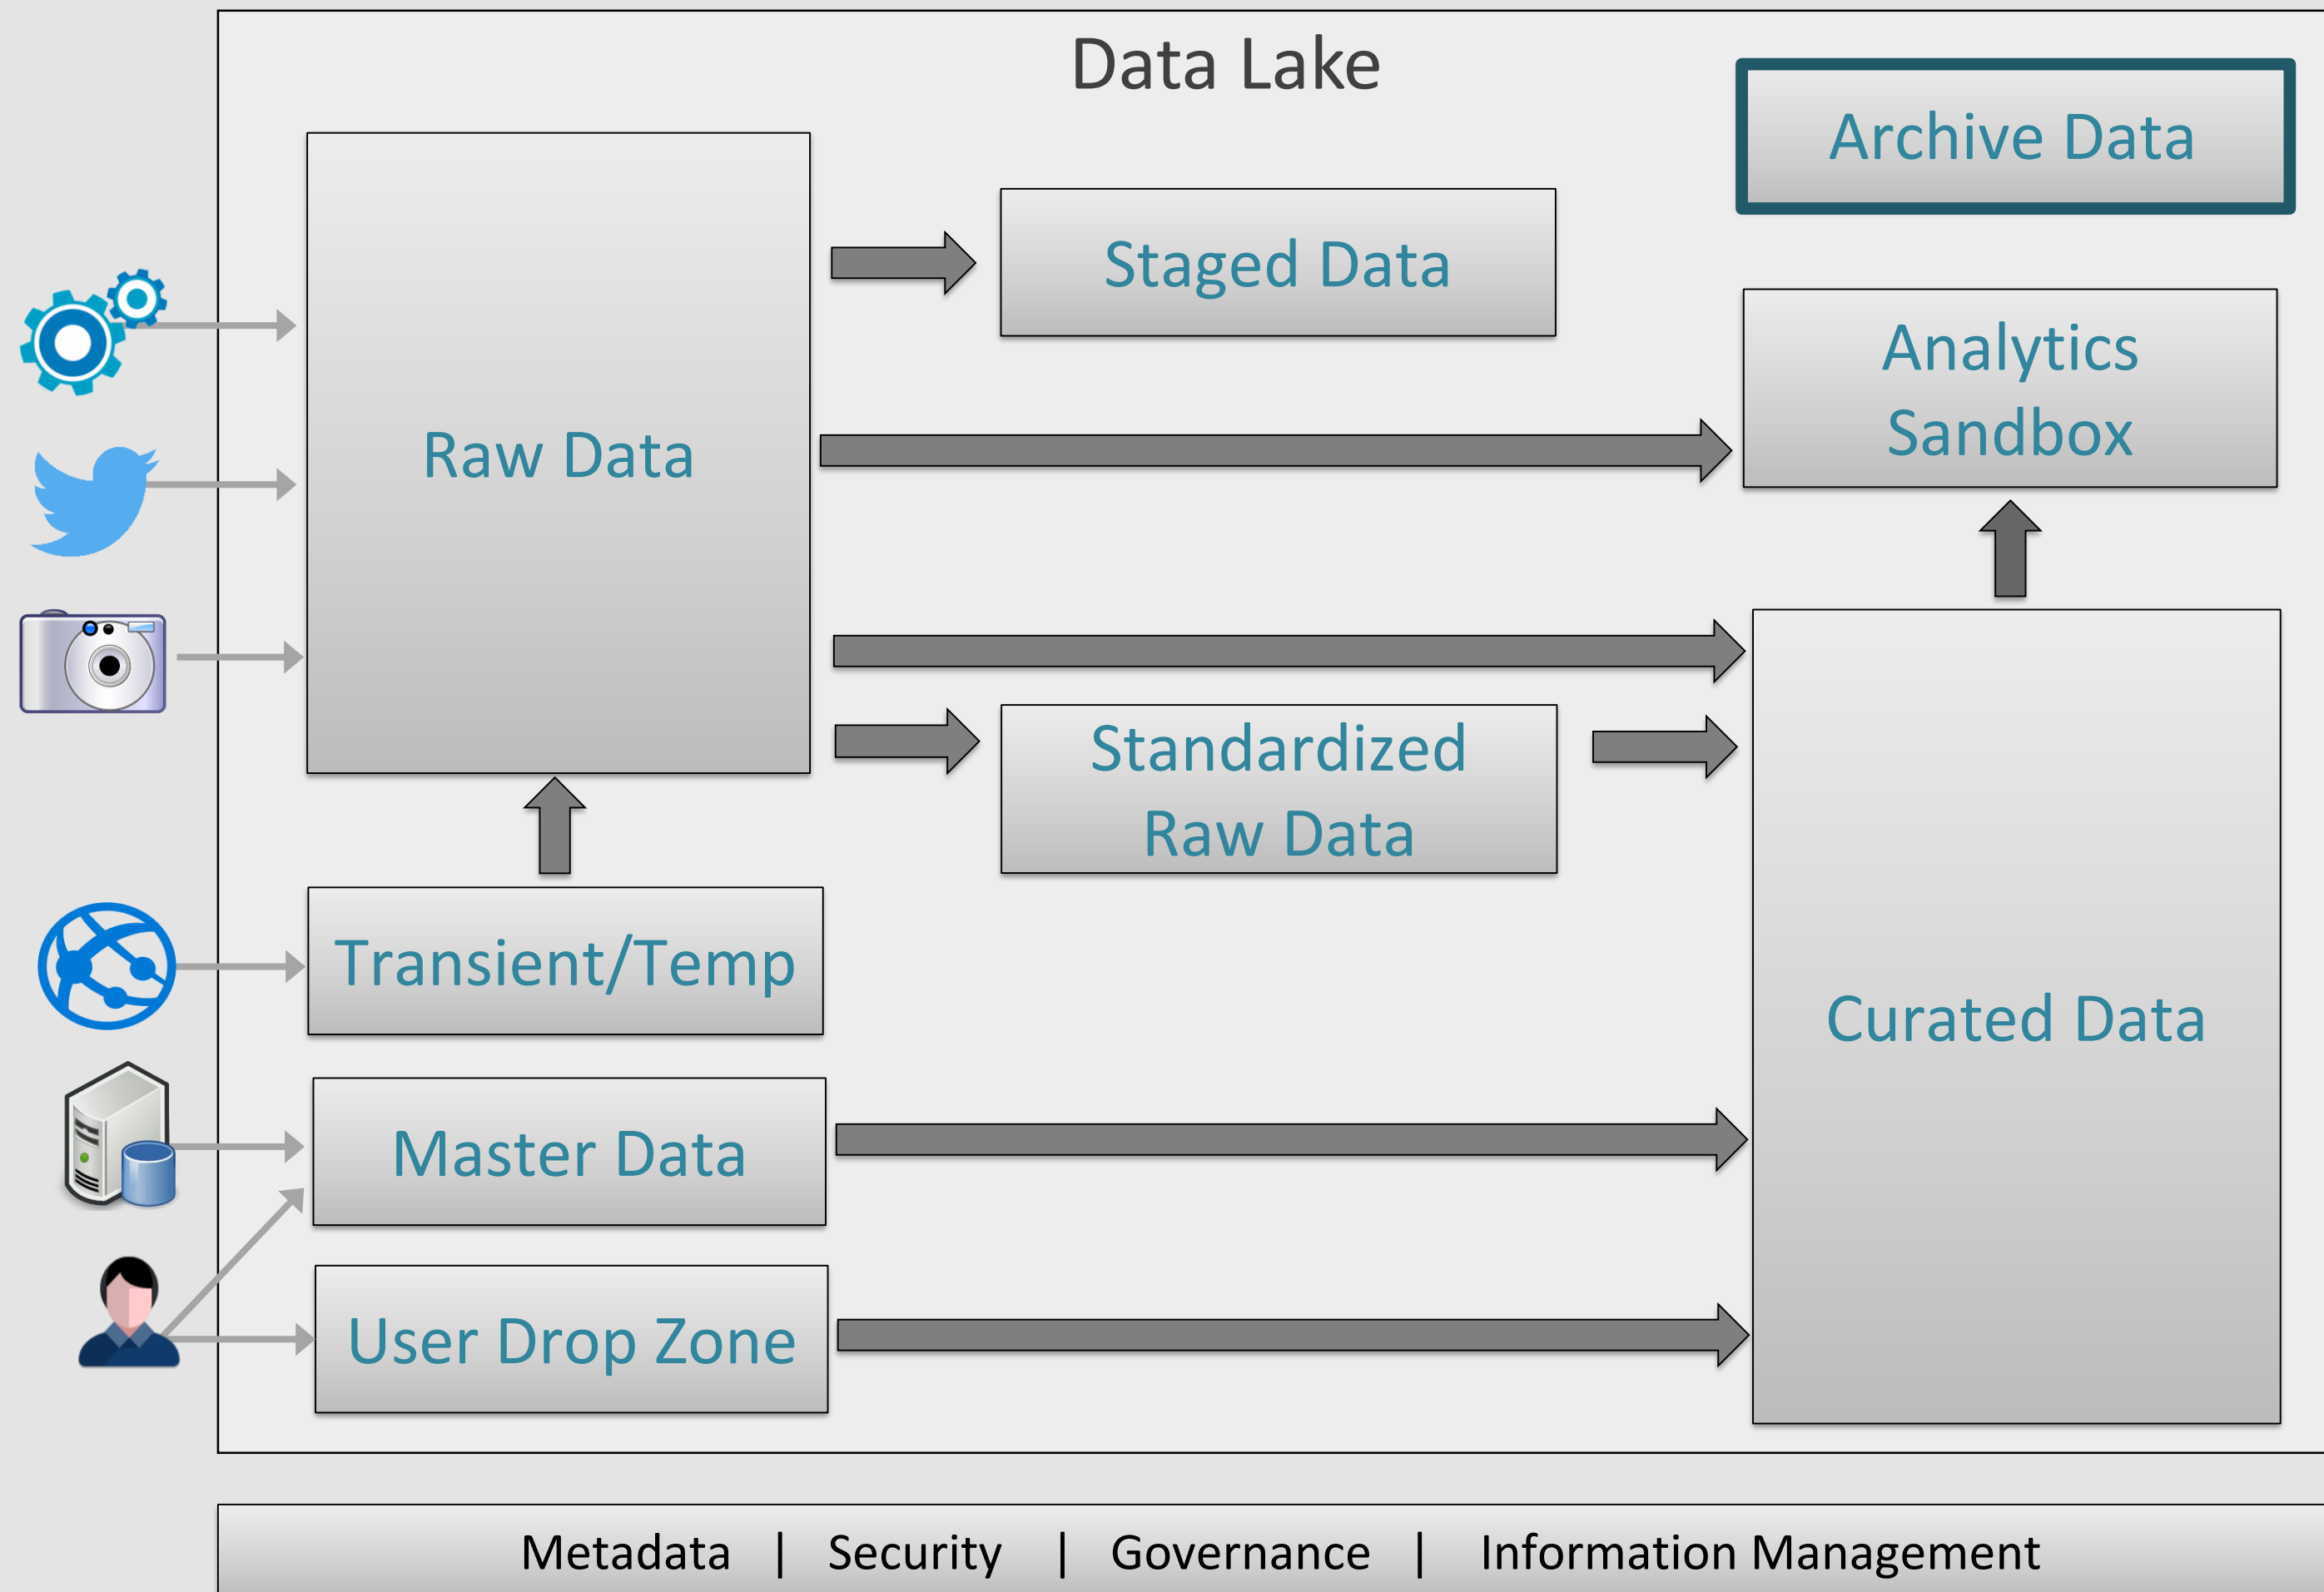 Data Lake
Archive Data
Staged Data
Analytics
Sandbox
Raw Data
Standardized
Raw Data
Transient/Temp
Curated Data
Master Data
User Drop Zone
Metadata | Security | Governance | Information Management